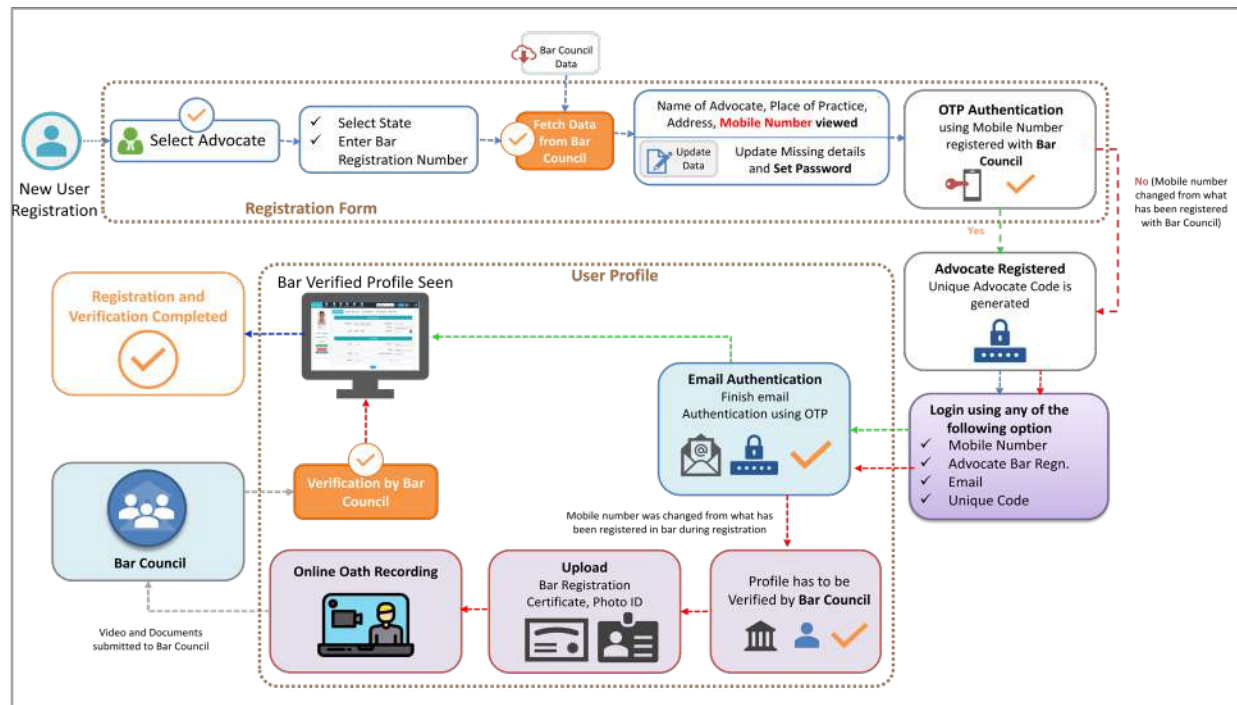 Bar Council
Data
Select Advocate
✓ Select State
✓ Enter Bar
Registration Number
Fetch Data
from Bar
Council
Name of Advocate, Place of Practice,
Address, Mobile Number viewed
Update
Data
Update Missing details
and Set Password
OTP Authentication
using Mobile Number
registered with Bar
Council
New User
Registration
Registration Form
No (Mobile number
changed from what
has been registered
with Bar Council)
Yes
Advocate Registered
Unique Advocate Code is
generated
User Profile
Bar Verified Profile Seen
Registration and
Verification Completed
Email Authentication
Finish email
Authentication using OTP
Login using any of the
following option
✓ Mobile Number
✓ Advocate Bar Regn.
✓ Email
✓ Unique Code
Verification by Bar
Council
Bar Council
Mobile number was changed from what has
been registered in bar during registration
Online Oath Recording
Upload
Bar Registration
Certificate, Photo ID
Profile has to be
Verified by Bar Council
Video and Documents
submitted to Bar Council